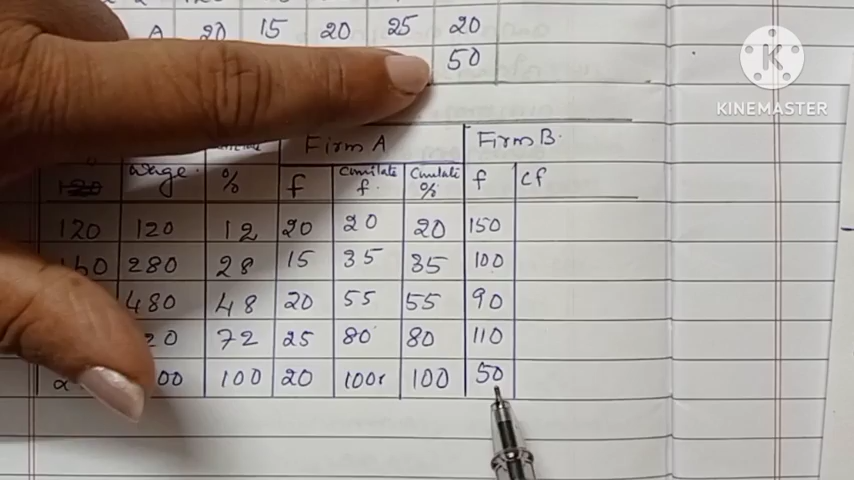 A 20 15 20 25 20
50
KINEMASTER
Firm A Firm B.
wage. % f Cumilate f. Cmlate % f cf
120 120 12 20 20 20 150
280 28 15 35 35 100
480 48 20 55 55 90
72 25 80 80 110
100 20 100 100 50